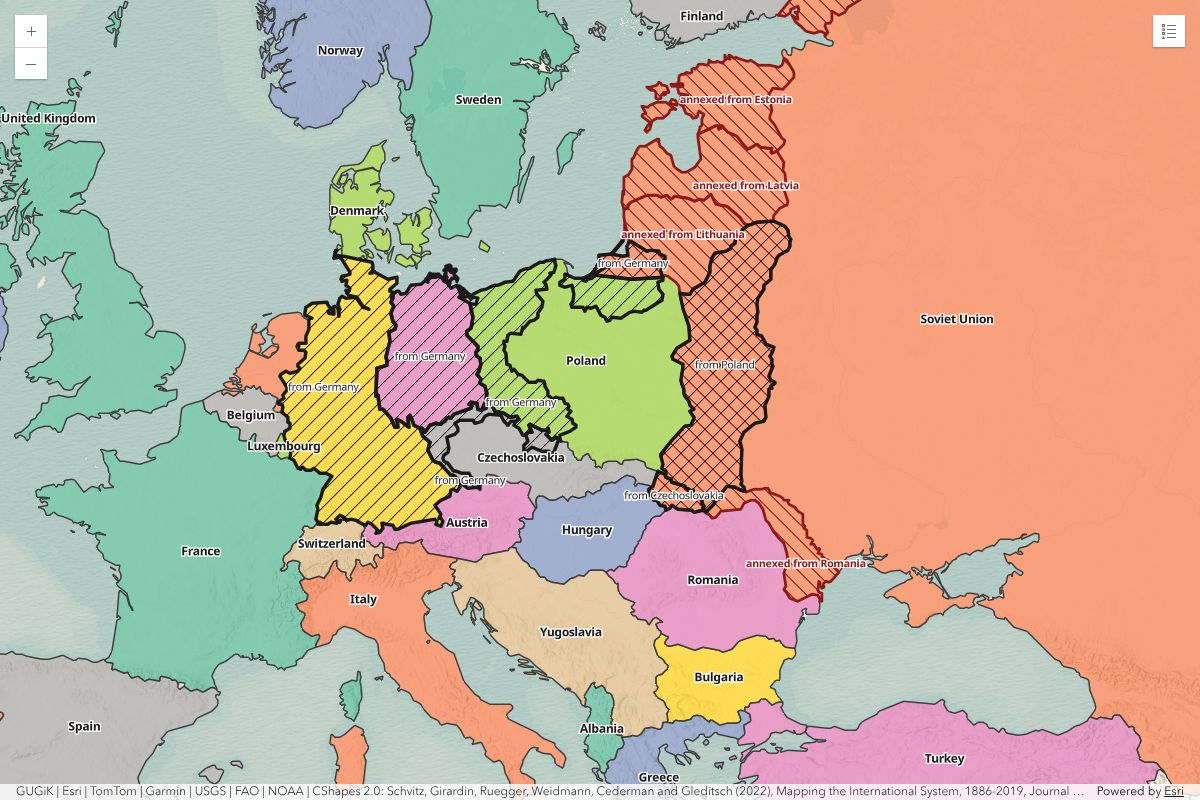 +
−
Finland
Norway
Sweden
annexed from Estonia
United Kingdom
annexed from Latvia
Denmark
annexed from Lithuania
from Germany
Soviet Union
from Germany
Poland
from Poland
from Germany
from Germany
Belgium
Luxembourg
Czechoslovakia
from Germany
from Czechoslovakia
Austria
Hungary
Switzerland
France
annexed from Romania
Romania
Italy
Yugoslavia
Bulgaria
Spain
Albania
Turkey
Greece
GUGiK | Esri | TomTom | Garmin | USGS | FAO | NOAA | CShapes 2.0: Schvitz, Girardin, Ruegger, Weidmann, Cederman and Gleditsch (2022), Mapping the International System, 1886-2019, Journal ... Powered by Esri